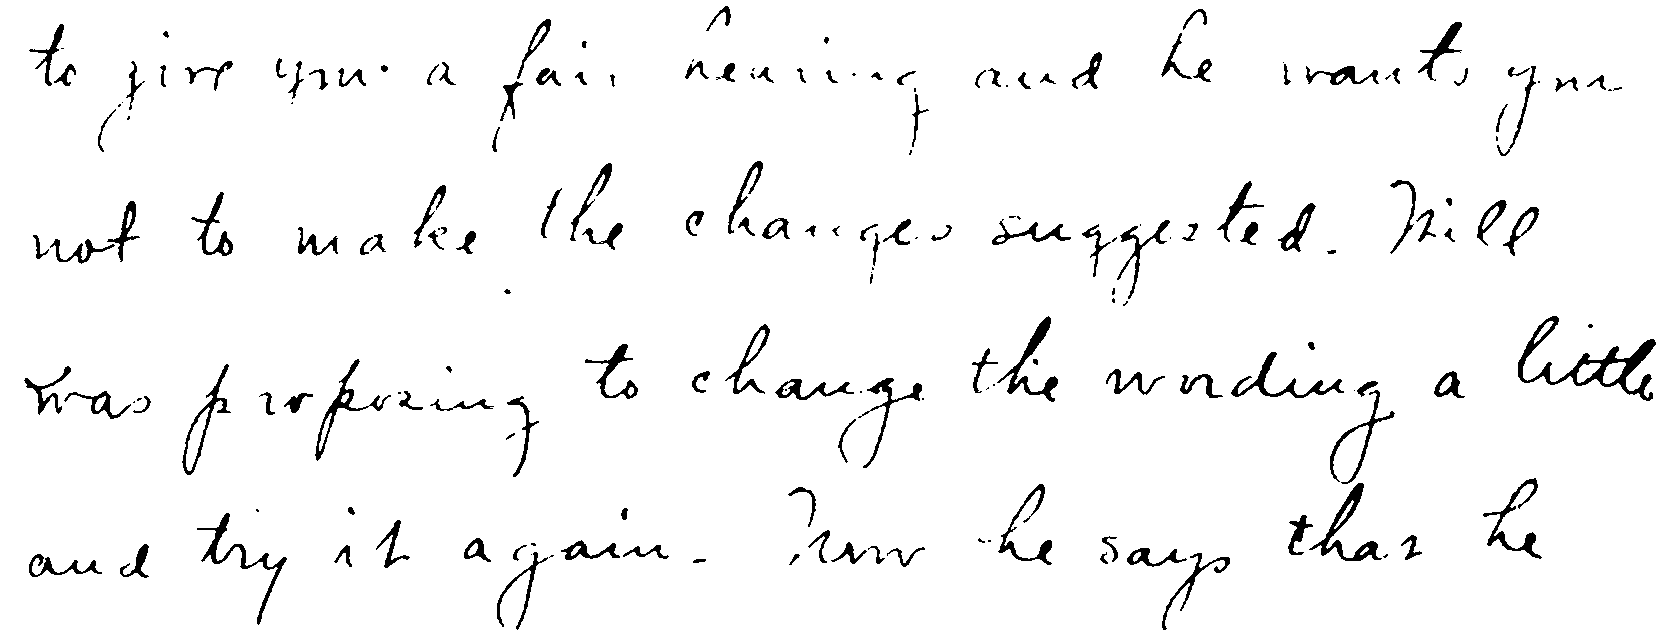 to give you a fair hearing and he wants you
not to make the changes suggested. Will
was proposing to change the wording a little
and try it again. Now he says that he